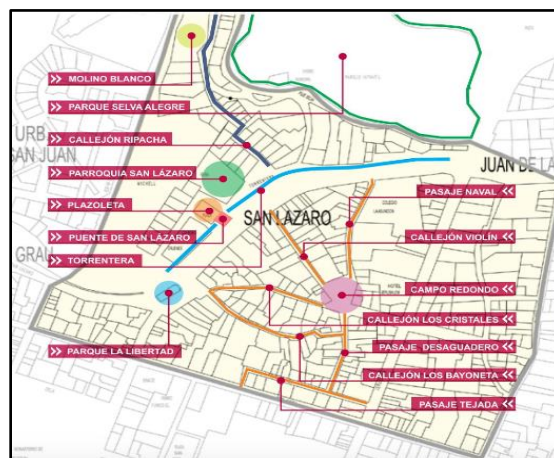 MOLINO BLANCO
PARQUE SELVA ALEGRE
CALLEJÓN RIPACHA
URB.
SAN JUAN
PARROQUIA SAN LÁZARO
JUAN DE LA
PLAZOLETA
SAN LAZARO
PASAJE NAVAL
PUENTE DE SAN LÁZARO
CALLEJÓN VIOLÍN
GRAU
TORRENTERA
CAMPO REDONDO
CALLEJÓN LOS CRISTALES
PARQUE LA LIBERTAD
PASAJE DESAGUADERO
CALLEJÓN LOS BAYONETA
PASAJE TEJADA